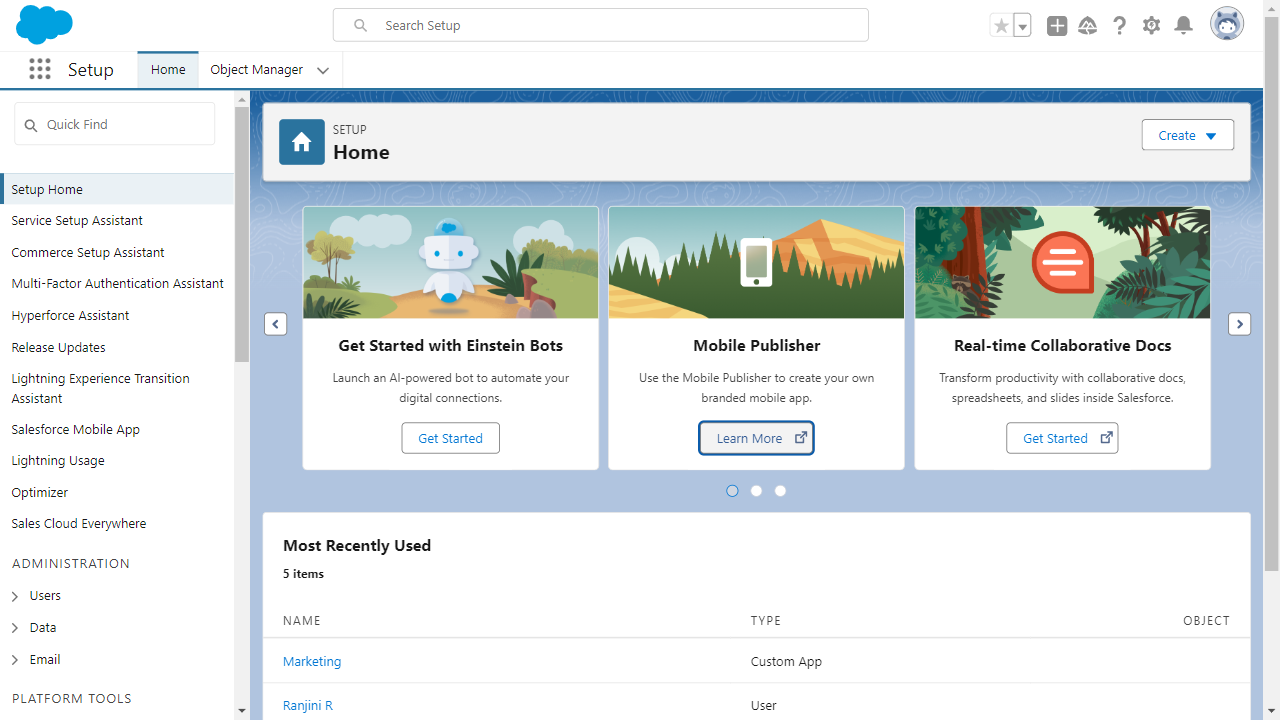 Search Setup
Setup
Home
Object Manager
Quick Find
Setup Home
Service Setup Assistant
Commerce Setup Assistant
Multi-Factor Authentication Assistant
Hyperforce Assistant
Release Updates
Lightning Experience Transition
Assistant
Salesforce Mobile App
Lightning Usage
Optimizer
Sales Cloud Everywhere
ADMINISTRATION
Users
Data
Email
PLATFORM TOOLS
SETUP
Home
Create
Get Started with Einstein Bots
Launch an AI-powered bot to automate your
digital connections.
Get Started
Mobile Publisher
Use the Mobile Publisher to create your own
branded mobile app.
Learn More
Real-time Collaborative Docs
Transform productivity with collaborative docs,
spreadsheets, and slides inside Salesforce.
Get Started
Most Recently Used
5 items
NAME TYPE OBJECT
Marketing Custom App
Ranjini R User